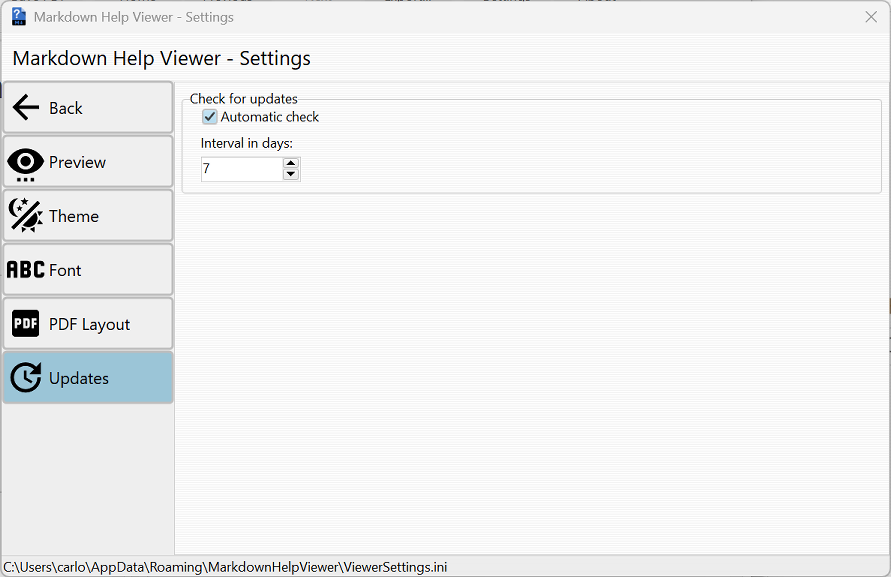 Markdown Help Viewer - Settings
Markdown Help Viewer - Settings
Back
Preview
Theme
ABC Font
PDF PDF Layout
Updates
Check for updates
Automatic check
Interval in days:
7
C:\Users\carlo\AppData\Roaming\MarkdownHelpViewer\ViewerSettings.ini